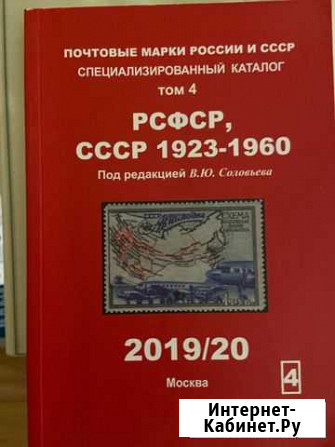 ПОЧТОВЫЕ МАРКИ РОССИИ И СССР
СПЕЦИАЛИЗИРОВАННЫЙ КАТАЛОГ
ТОМ 4
РСФСР,
СССР 1923-1960
Под редакцией В.Ю. Соловьева
СХЕМА
2019/20
Москва
4
Интернет-
Кабинет.Ру